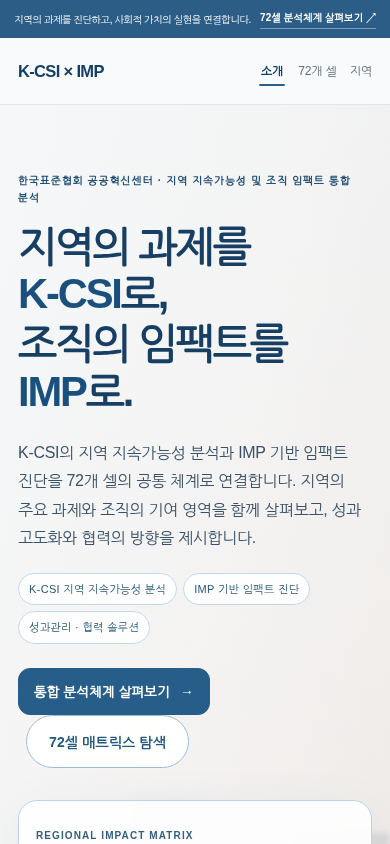 지역의 과제를 진단하고, 사회적 가치의 실현을 연결합니다. 72셀 분석체계 살펴보기 ↗
K-CSI × IMP 소개 72개 셀 지역
한국표준협회 공공혁신센터 · 지역 지속가능성 및 조직 임팩트 통합
분석
지역의 과제를
K-CSI로,
조직의 임팩트를
IMP로.
K-CSI의 지역 지속가능성 분석과 IMP 기반 임팩트
진단을 72개 셀의 공통 체계로 연결합니다. 지역의
주요 과제와 조직의 기여 영역을 함께 살펴보고, 성과
고도화와 협력의 방향을 제시합니다.
K-CSI 지역 지속가능성 분석 IMP 기반 임팩트 진단
성과관리 · 협력 솔루션
통합 분석체계 살펴보기 →
72셀 매트릭스 탐색
REGIONAL IMPACT MATRIX